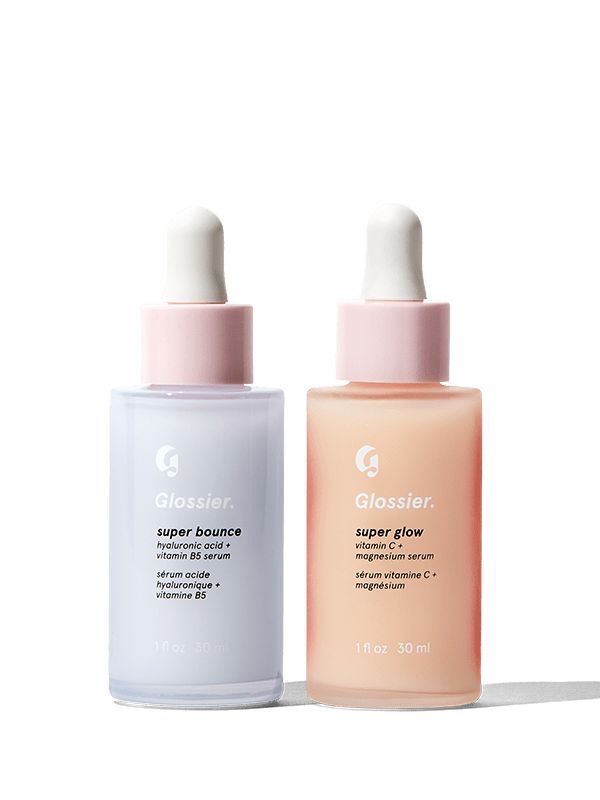 G
Glossier.
super bounce
hyaluronic acid +
vitamin B5 serum
sérum acide
hyaluronique +
vitamine B5
1 fl oz 30 ml
G
Glossier.
super glow
vitamin C +
magnesium serum
sérum vitamine C +
magnésium
1 fl oz 30 ml